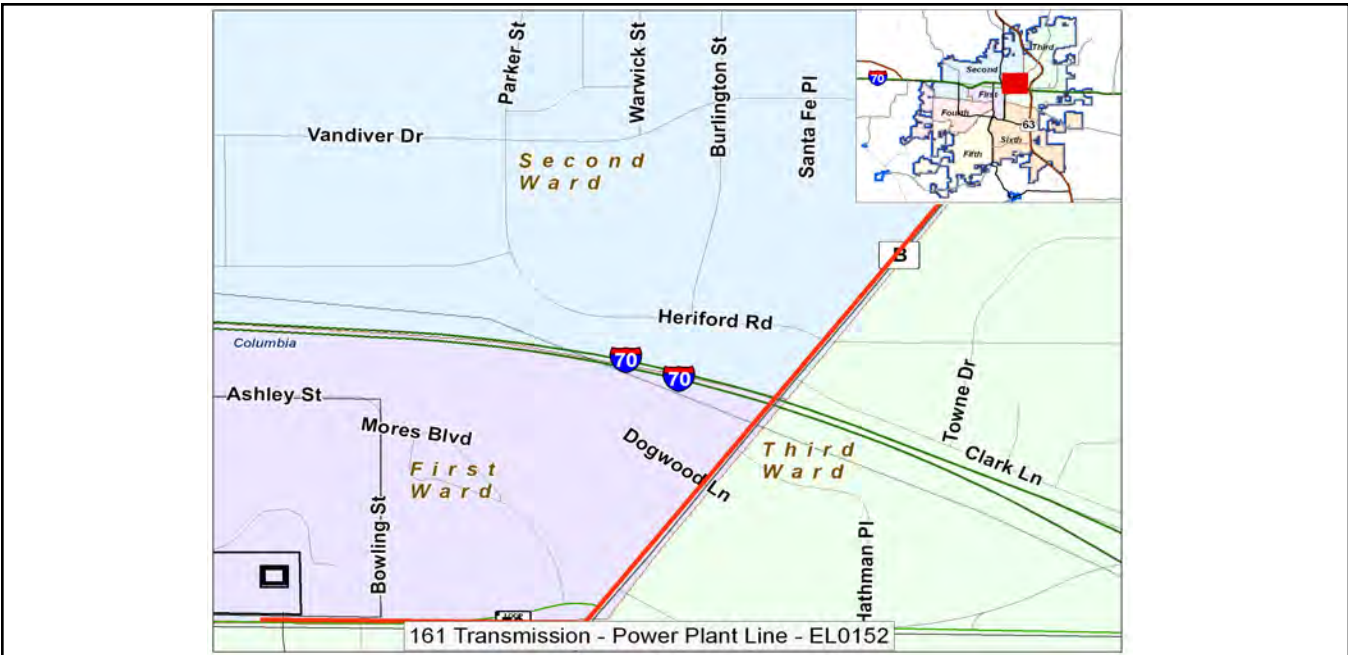 Parker St
Warwick St
Burlington St
Santa Fe Pl
Vandiver Dr
Second
Ward
Third
Second
70
First
Fourth
63
Sixth
Fifth
B
Heriford Rd
Columbia
70
70
Ashley St
Mores Blvd
First
Ward
Bowling St
Dogwood Ln
Third
Ward
Towne Dr
Clark Ln
Hathman Pl
LOOP
161 Transmission - Power Plant Line - EL0152